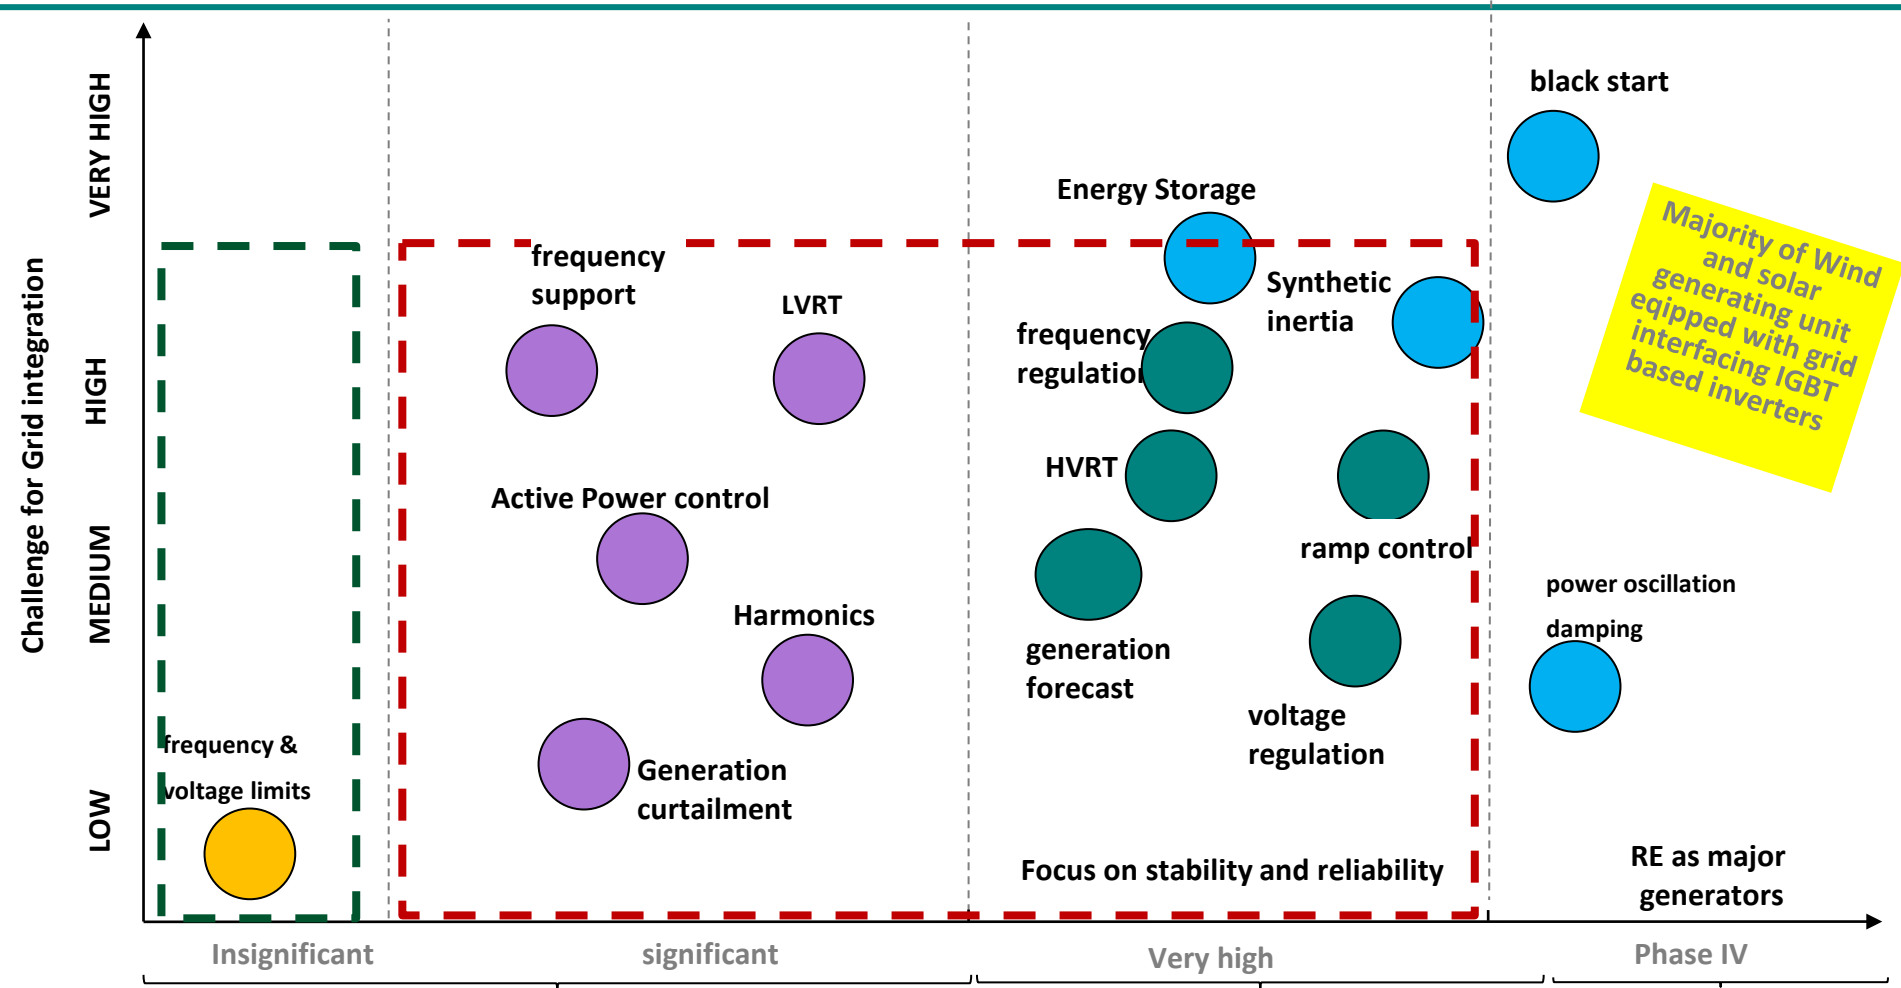 black start
VERY HIGH
Energy Storage
Majority of Wind
and solar
generating unit
eqipped with grid
interfacing IGBT
based inverters
frequency
support
LVRT
Synthetic
inertia
frequency
regulation
Challenge for Grid integration
HIGH
HVRT
Active Power control
ramp control
MEDIUM
power oscillation
damping
Harmonics
generation
forecast
voltage
regulation
frequency &
voltage limits
Generation
curtailment
LOW
Focus on stability and reliability
RE as major
generators
Insignificant
significant
Very high
Phase IV